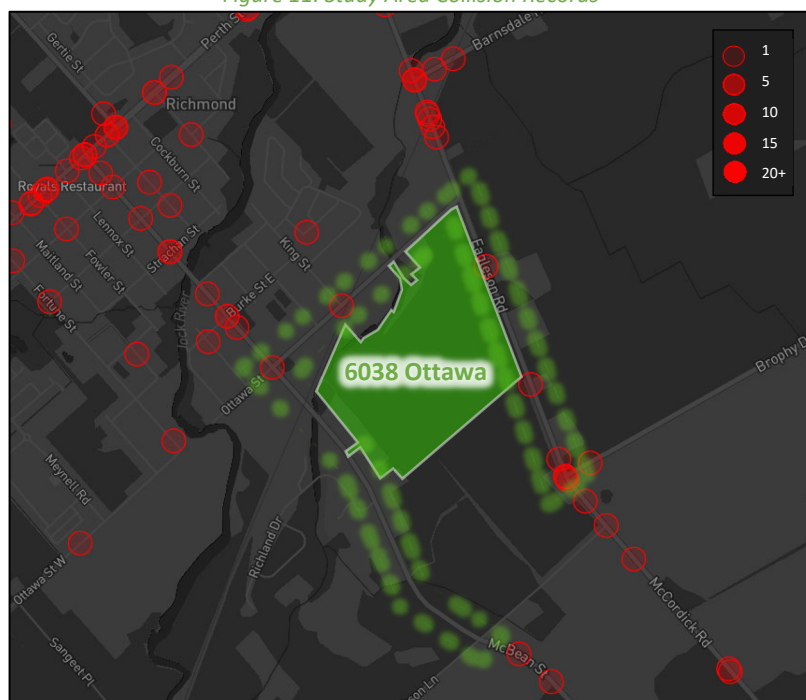 Figure 11: Study Area Collision Records
Gertie St
Perth St
Barnsdale
Richmond
Cockburn St
Royals Restaurant
Lennox St
Strachan St
Maitland St
Fowler St
King St
Eagleson Rd
Fortune St
Burke St E
Jock River
Ottawa St
6038 Ottawa
Brophy D
Meynell Rd
Richland Dr
Ottawa St W
McCordick Rd
Sangeet Pl
McBean St
son Ln
1
5
10
15
20+